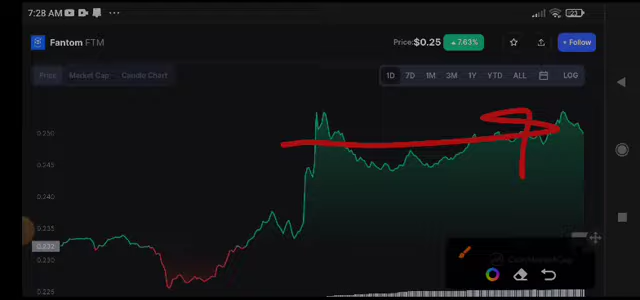 7:28 AM
23
Fantom FTM
Price: $0.25 7.63%
+ Follow
Price Market Cap Candle Chart
1D 7D 1M 3M 1Y YTD ALL LOG
0.250
0.245
0.240
0.235
0.232
0.230
0.225
CoinMarketCap